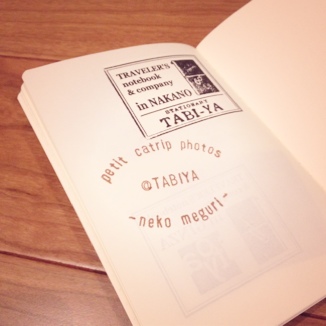 TRAVELER'S
notebook
& company
in NAKANO
STATIONARY
TABI-YA
petit catrip photos
@TABIYA
-neko meguri-